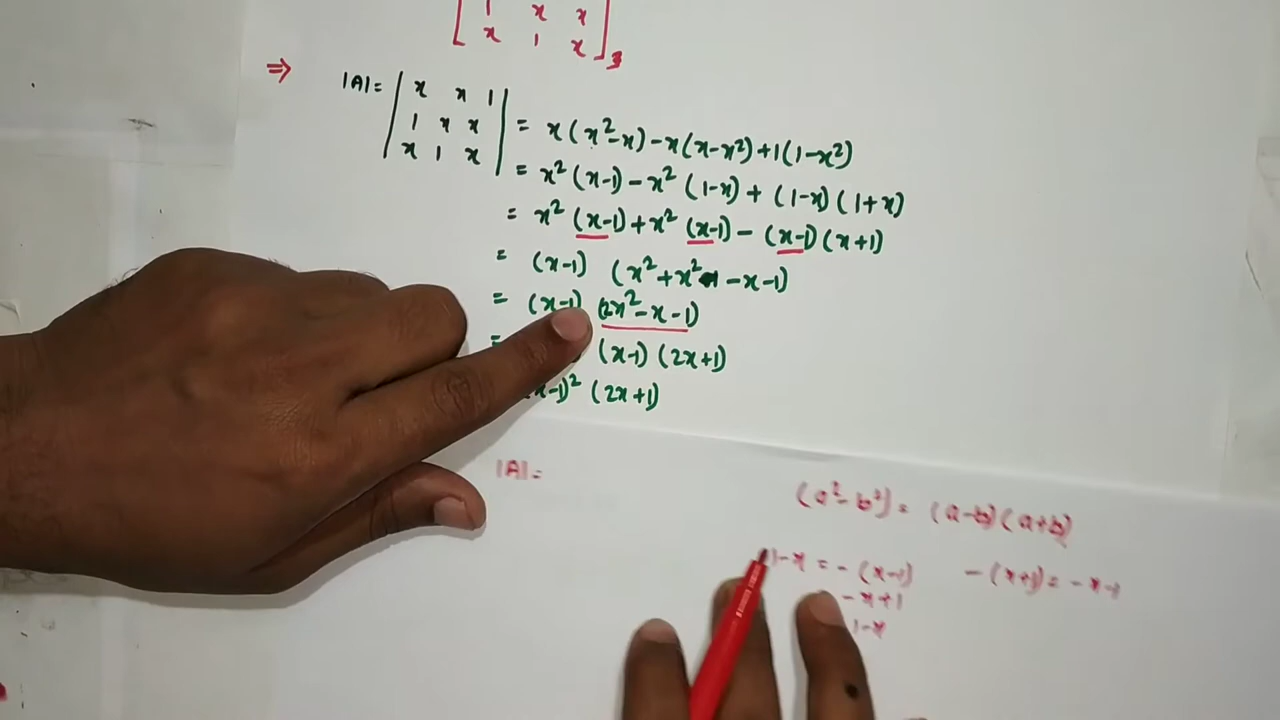 1 x x
x 1 x ]3
⇒ |A| = | x x 1
1 x x
x 1 x | = x(x²-x)-x(x-x²)+1(1-x²)
= x²(x-1)-x²(1-x)+(1-x)(1+x)
= x²(x-1)+x²(x-1)-(x-1)(x+1)
= (x-1) (x²+x²-x-1)
= (x-1) (2x²-x-1)
= (x-1)(2x+1)
x-1)² (2x+1)
|A| =
(a²-b²) = (a-b)(a+b)
1-x = -(x-1) -(x+1) = -x-1
-x+1
1-x